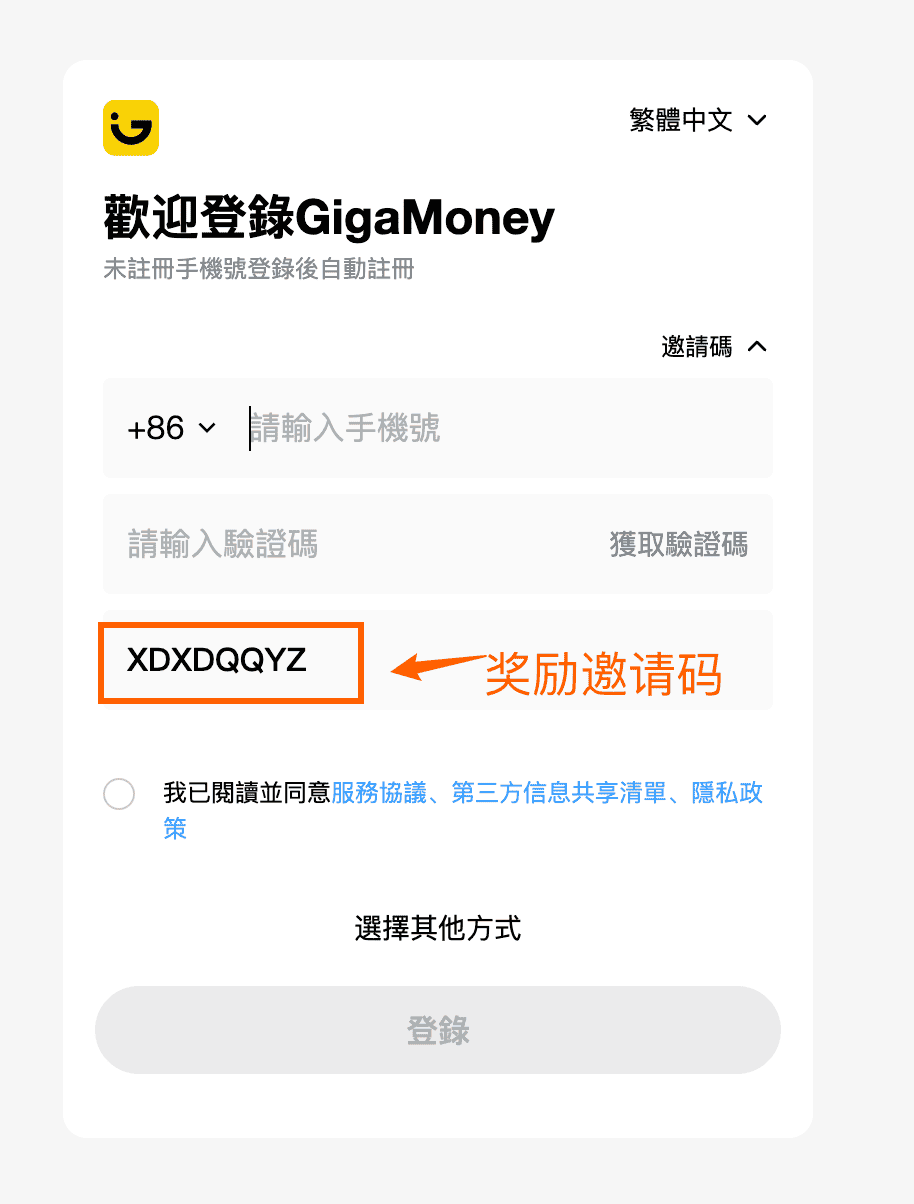 繁體中文
歡迎登錄GigaMoney
未註冊手機號登錄後自動註冊
邀請碼
+86 請輸入手機號
請輸入驗證碼 獲取驗證碼
XDXDQQYZ 奖励邀请码
我已閱讀並同意服務協議、第三方信息共享清單、隱私政
策
選擇其他方式
登錄